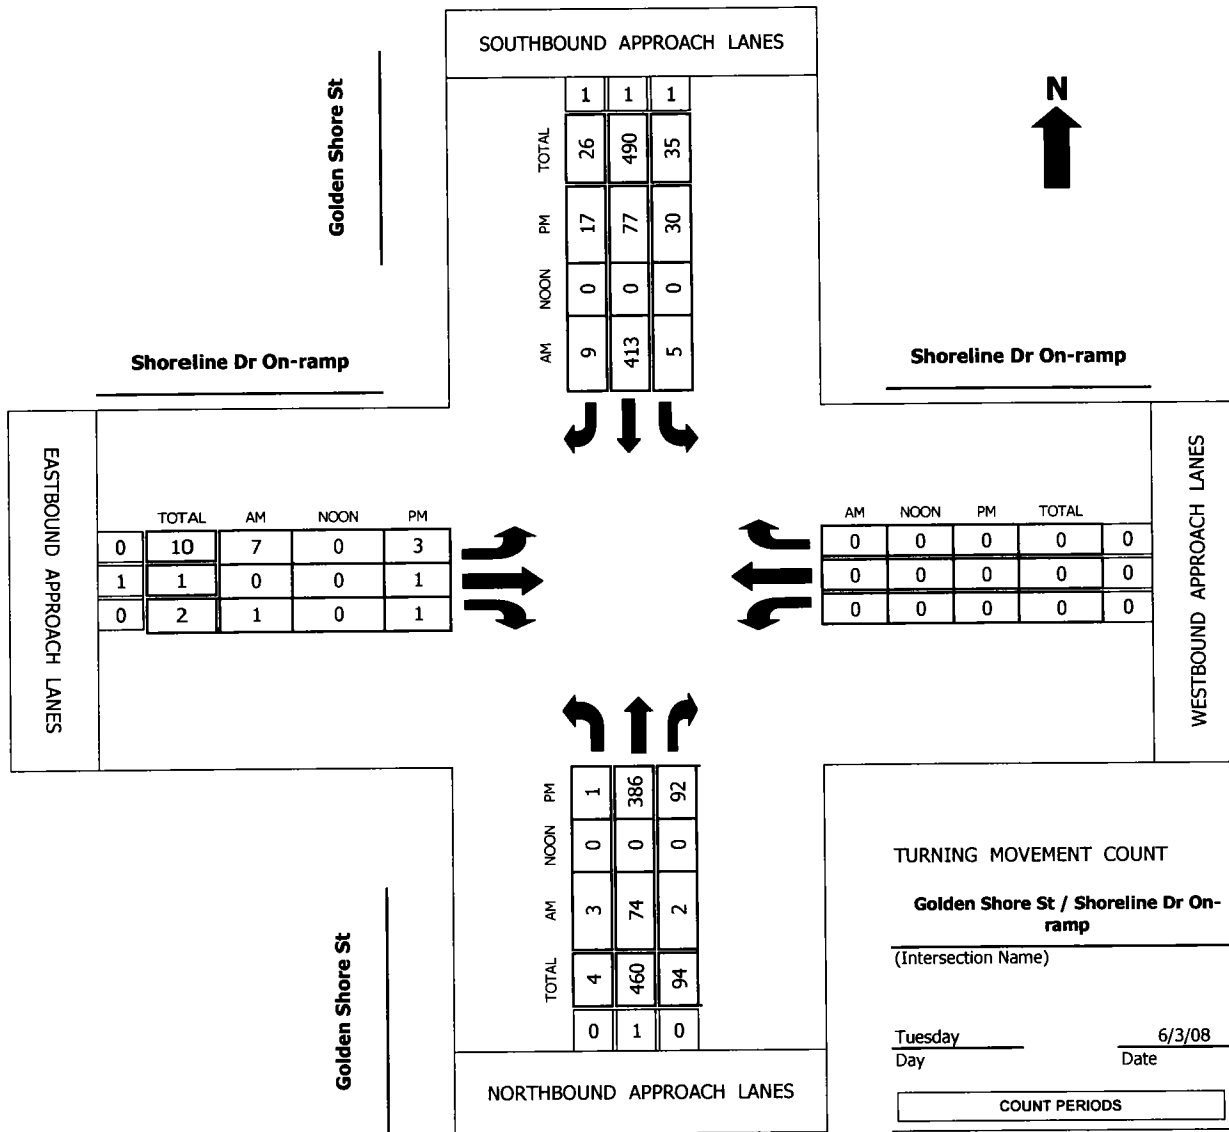 SOUTHBOUND APPROACH LANES
Golden Shore St
1 1 1
TOTAL 26 490 35
PM 17 77 30
NOON 0 0 0
AM 9 413 5
N
Shoreline Dr On-ramp
Shoreline Dr On-ramp
EASTBOUND APPROACH LANES
TOTAL AM NOON PM
0 10 7 0 3
1 1 0 0 1
0 2 1 0 1
AM NOON PM TOTAL
0 0 0 0 0
0 0 0 0 0
0 0 0 0 0
WESTBOUND APPROACH LANES
PM 1 386 92
NOON 0 0 0
AM 3 74 2
TOTAL 4 460 94
0 1 0
Golden Shore St
NORTHBOUND APPROACH LANES
TURNING MOVEMENT COUNT
Golden Shore St / Shoreline Dr On-
ramp
(Intersection Name)
Tuesday 6/3/08
Day Date
COUNT PERIODS